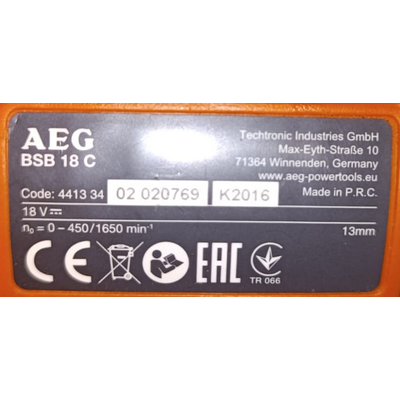 AEG
BSB 18 C
Techtronic Industries GmbH
Max-Eyth-Straße 10
71364 Winnenden, Germany
www.aeg-powertools.eu
Code: 4413 34 02 020769 K2016 Made in P.R.C.
18 V⎓
n₀ = 0 – 450/1650 min⁻¹ 13mm
CE EAC
TR 066